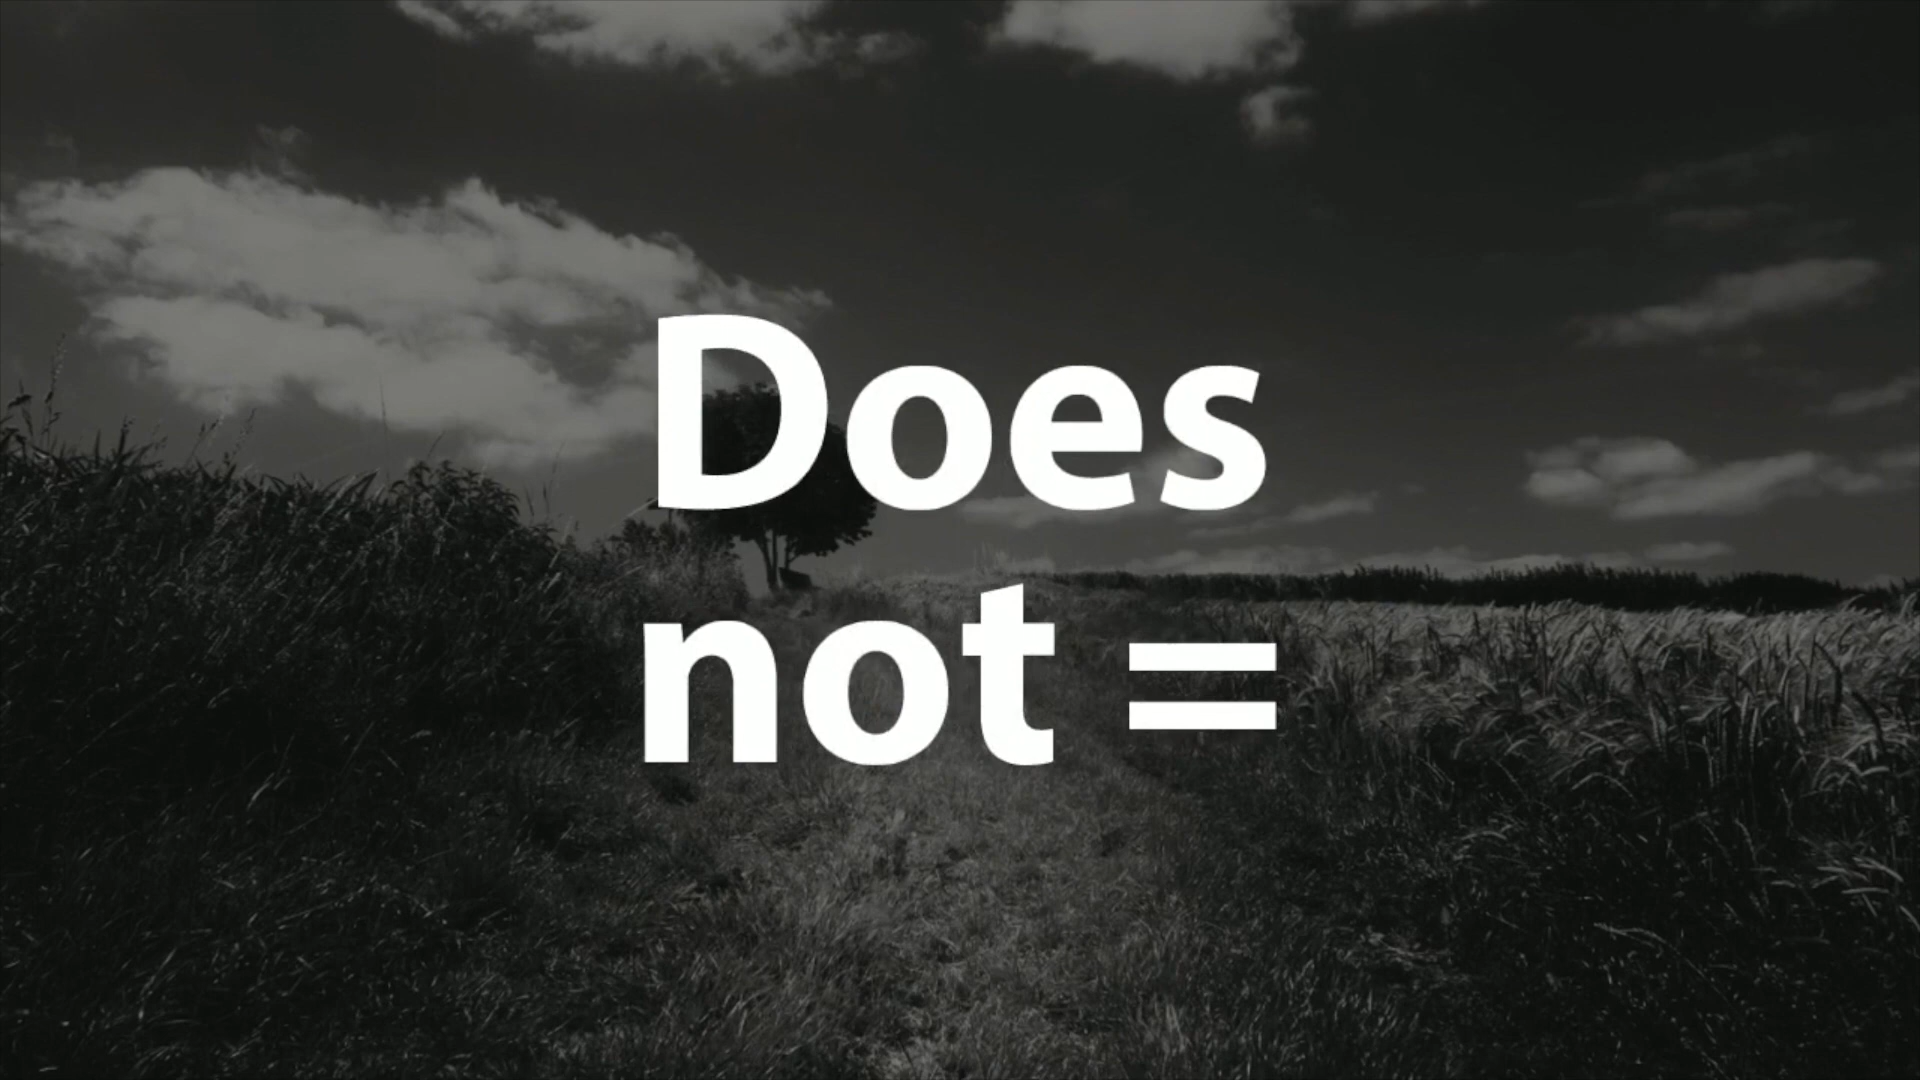 Does
not =